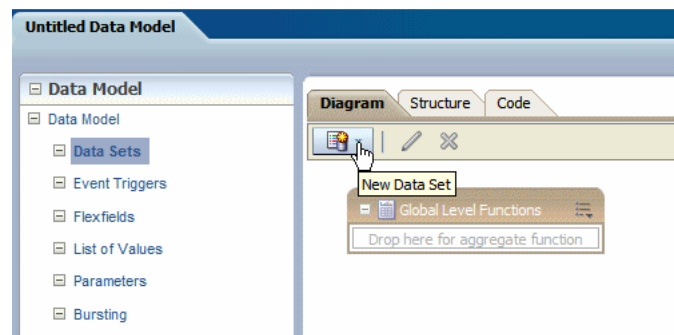 Untitled Data Model
Data Model
Data Model
Data Sets
Event Triggers
Flexfields
List of Values
Parameters
Bursting
Diagram
Structure
Code
New Data Set
Global Level Functions
Drop here for aggregate function